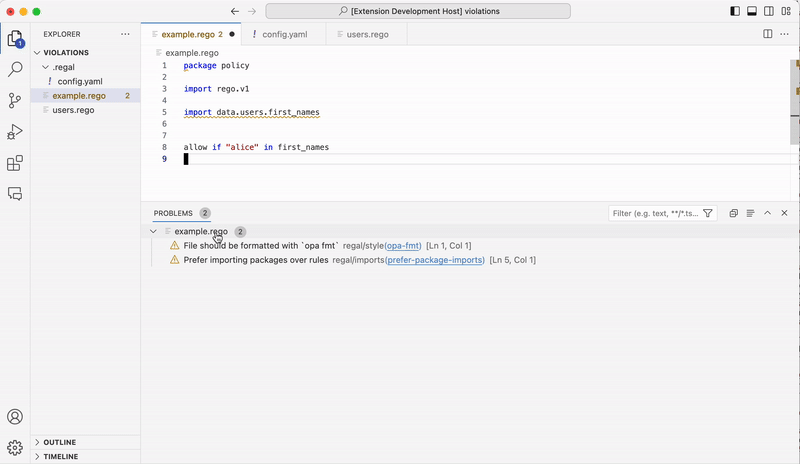 [Extension Development Host] violations
EXPLORER
example.rego 2
config.yaml
users.rego
VIOLATIONS
.regal
config.yaml
example.rego 2
users.rego
OUTLINE
TIMELINE
1
example.rego
1 package policy
2
3 import rego.v1
4
5 import data.users.first_names
6
7
8 allow if "alice" in first_names
9
PROBLEMS 2
Filter (e.g. text, **/*.ts...
example.rego 2
File should be formatted with `opa fmt` regal/style(opa-fmt) [Ln 1, Col 1]
Prefer importing packages over rules regal/imports(prefer-package-imports) [Ln 5, Col 1]